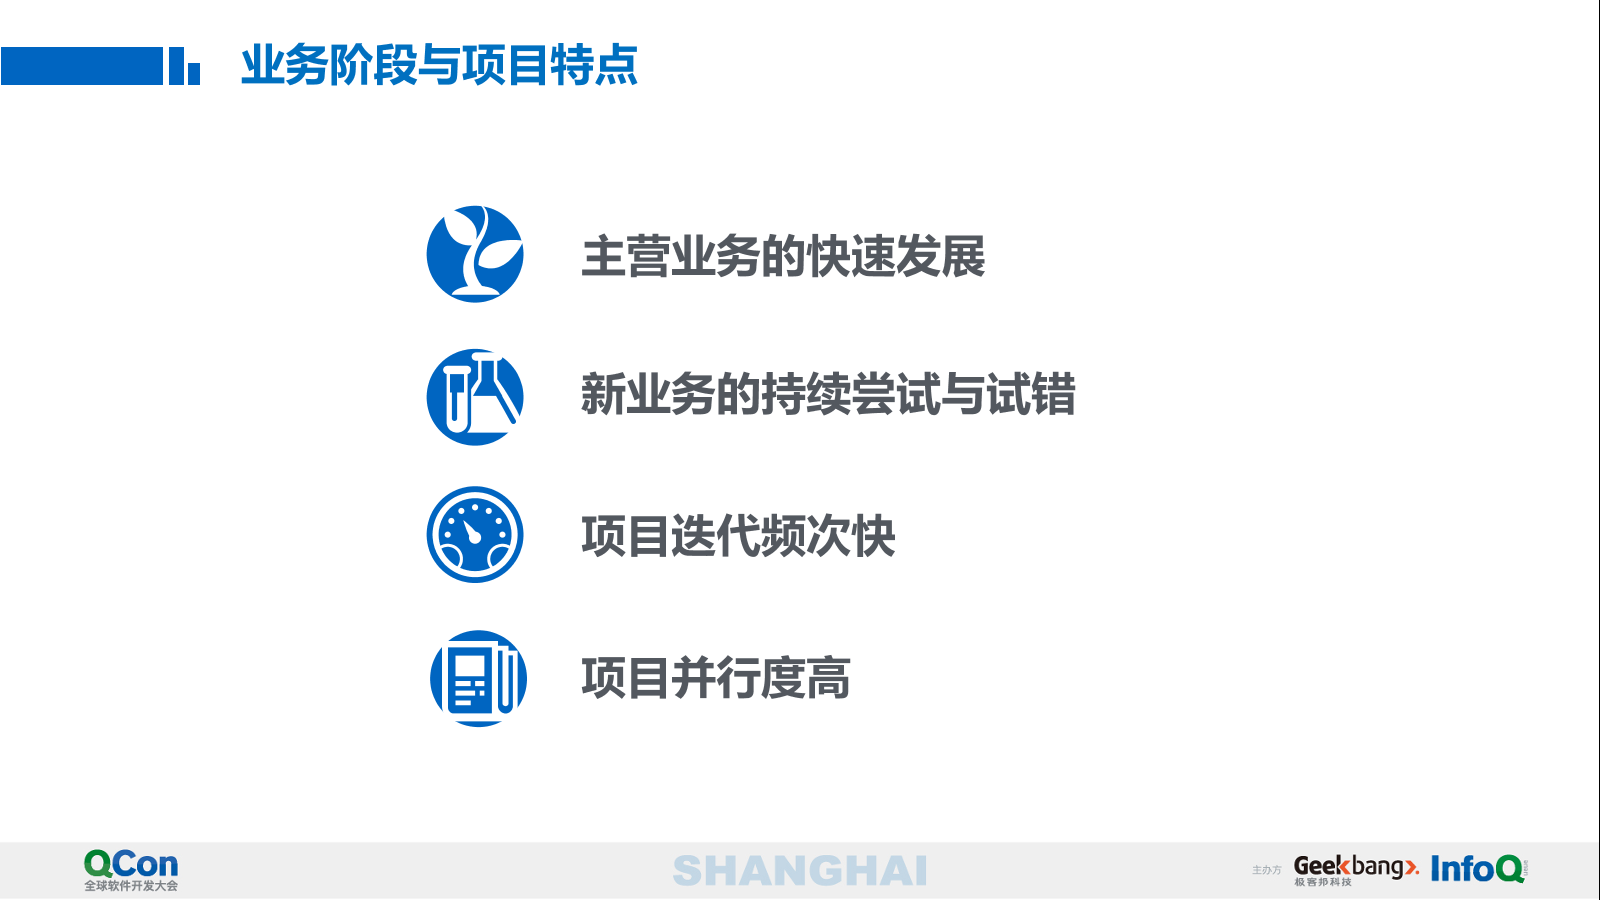 业务阶段与项目特点
主营业务的快速发展
新业务的持续尝试与试错
项目迭代频次快
项目并行度高
QCon
全球软件开发大会
SHANGHAI
主办方
Geekbang
极客邦科技
InfoQ